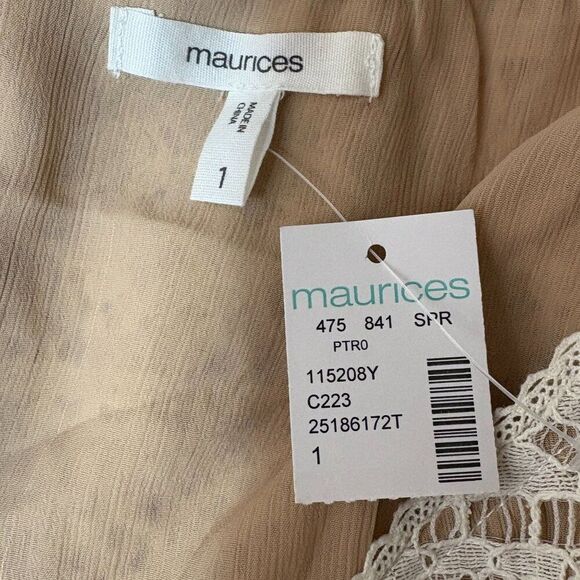 maurices
MADE IN
CHINA
1
maurices
475 841 SPR
PTR0
115208Y
C223
25186172T
1